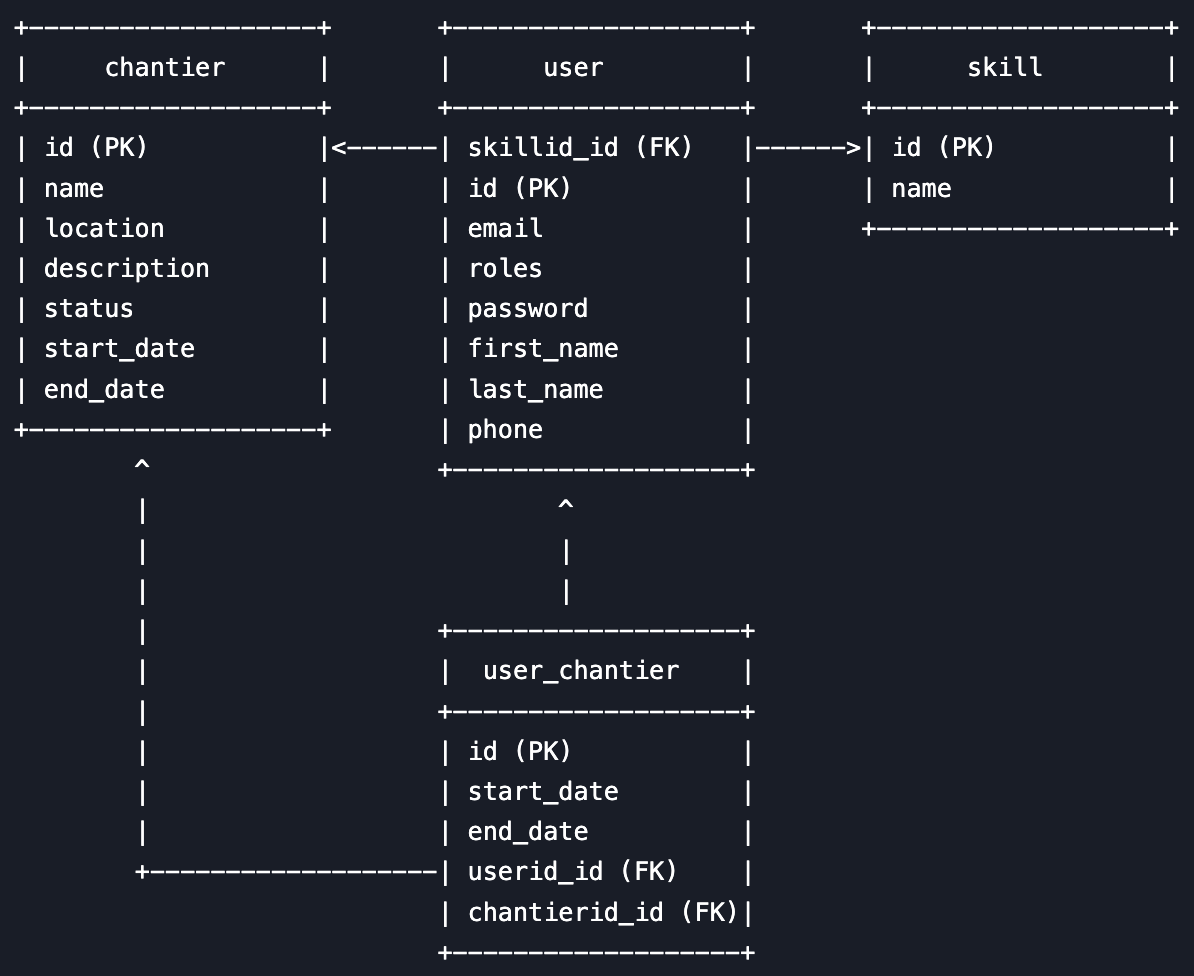 +-------------------+       +-------------------+       +-------------------+
|     chantier      |       |      user         |       |      skill        |
+-------------------+       +-------------------+       +-------------------+
| id (PK)           |<------| skillid_id (FK)   |------>| id (PK)           |
| name              |       | id (PK)           |       | name              |
| location          |       | email             |       +-------------------+
| description       |       | roles             |
| status            |       | password          |
| start_date        |       | first_name        |
| end_date          |       | last_name         |
+-------------------+       | phone             |
        ^                   +-------------------+
        |                           ^
        |                           |
        |                           |
        |                   +-------------------+
        |                   |  user_chantier    |
        |                   +-------------------+
        |                   | id (PK)           |
        |                   | start_date        |
        |                   | end_date          |
        +-------------------| userid_id (FK)    |
                            | chantierid_id (FK)|
                            +-------------------+